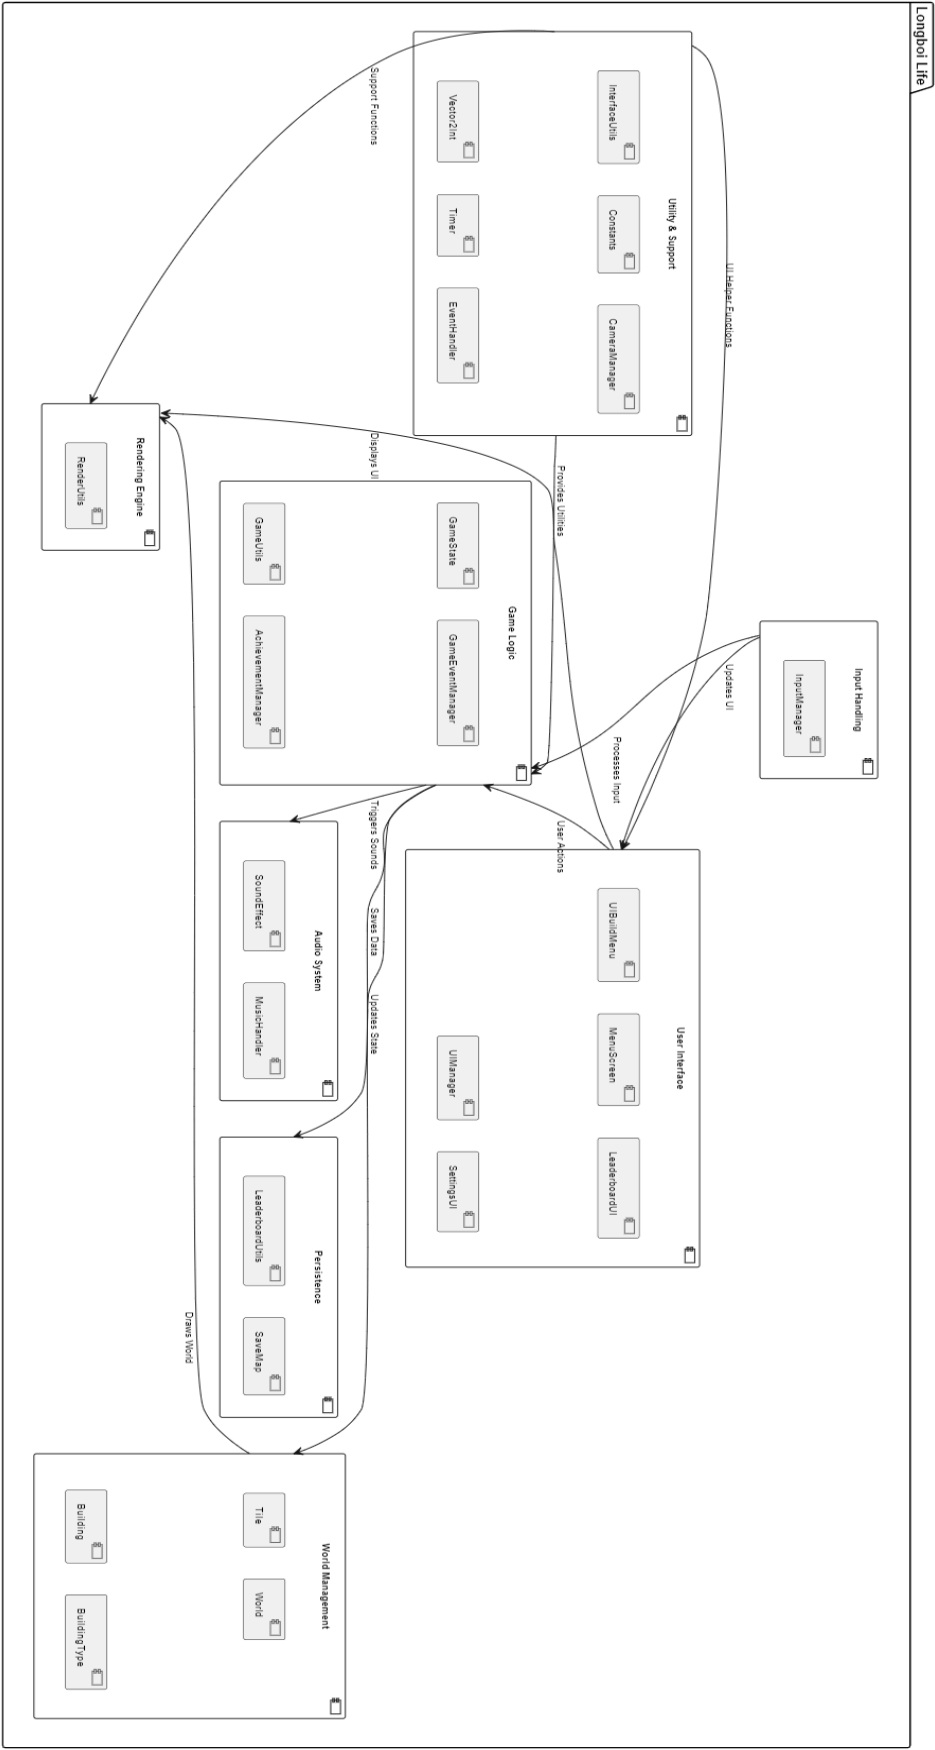 Longboi Life
Input Handling
InputManager
UI Helper Functions
Updates UI
Utility & Support
InterfaceUtils
Constants
CameraManager
Vector2Int
Timer
EventHandler
Processes Input
Provides Utilities
User Actions
User Interface
UIBuildMenu
MenuScreen
LeaderboardUI
UIManager
SettingsUI
Game Logic
GameState
GameEventManager
GameUtils
AchievementManager
Support Functions
Displays UI
Triggers Sounds
Saves Data
Updates State
Audio System
SoundEffect
MusicHandler
Persistence
LeaderboardUtils
SaveMap
World Management
Tile
World
Building
BuildingType
Draws World
Rendering Engine
RenderUtils